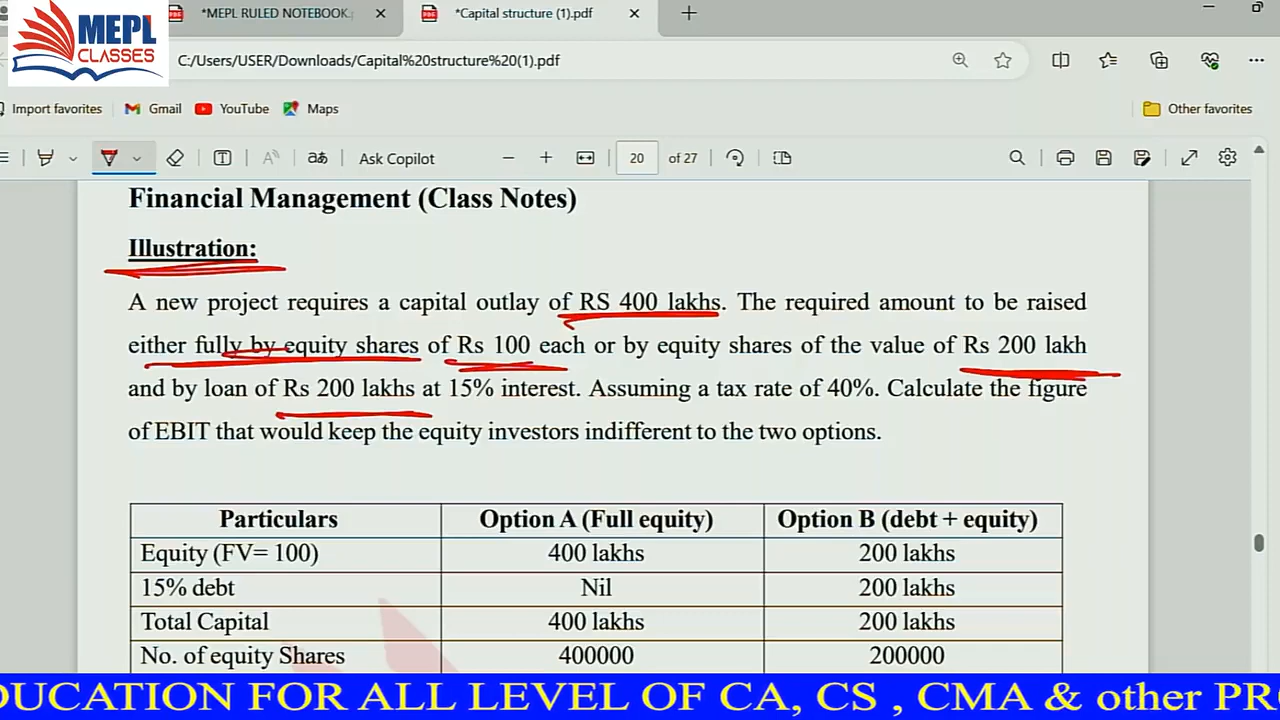 MEPL
CLASSES
*MEPL RULED NOTEBOOK.
*Capital structure (1).pdf
C:/Users/USER/Downloads/Capital%20structure%20(1).pdf
Import favorites
Gmail
YouTube
Maps
Other favorites
Ask Copilot
20
of 27
Financial Management (Class Notes)
Illustration:
A new project requires a capital outlay of RS 400 lakhs. The required amount to be raised
either fully by equity shares of Rs 100 each or by equity shares of the value of Rs 200 lakh
and by loan of Rs 200 lakhs at 15% interest. Assuming a tax rate of 40%. Calculate the figure
of EBIT that would keep the equity investors indifferent to the two options.
Particulars Option A (Full equity) Option B (debt + equity)
Equity (FV= 100) 400 lakhs 200 lakhs
15% debt Nil 200 lakhs
Total Capital 400 lakhs 200 lakhs
No. of equity Shares 400000 200000
DUCATION FOR ALL LEVEL OF CA, CS , CMA & other PR